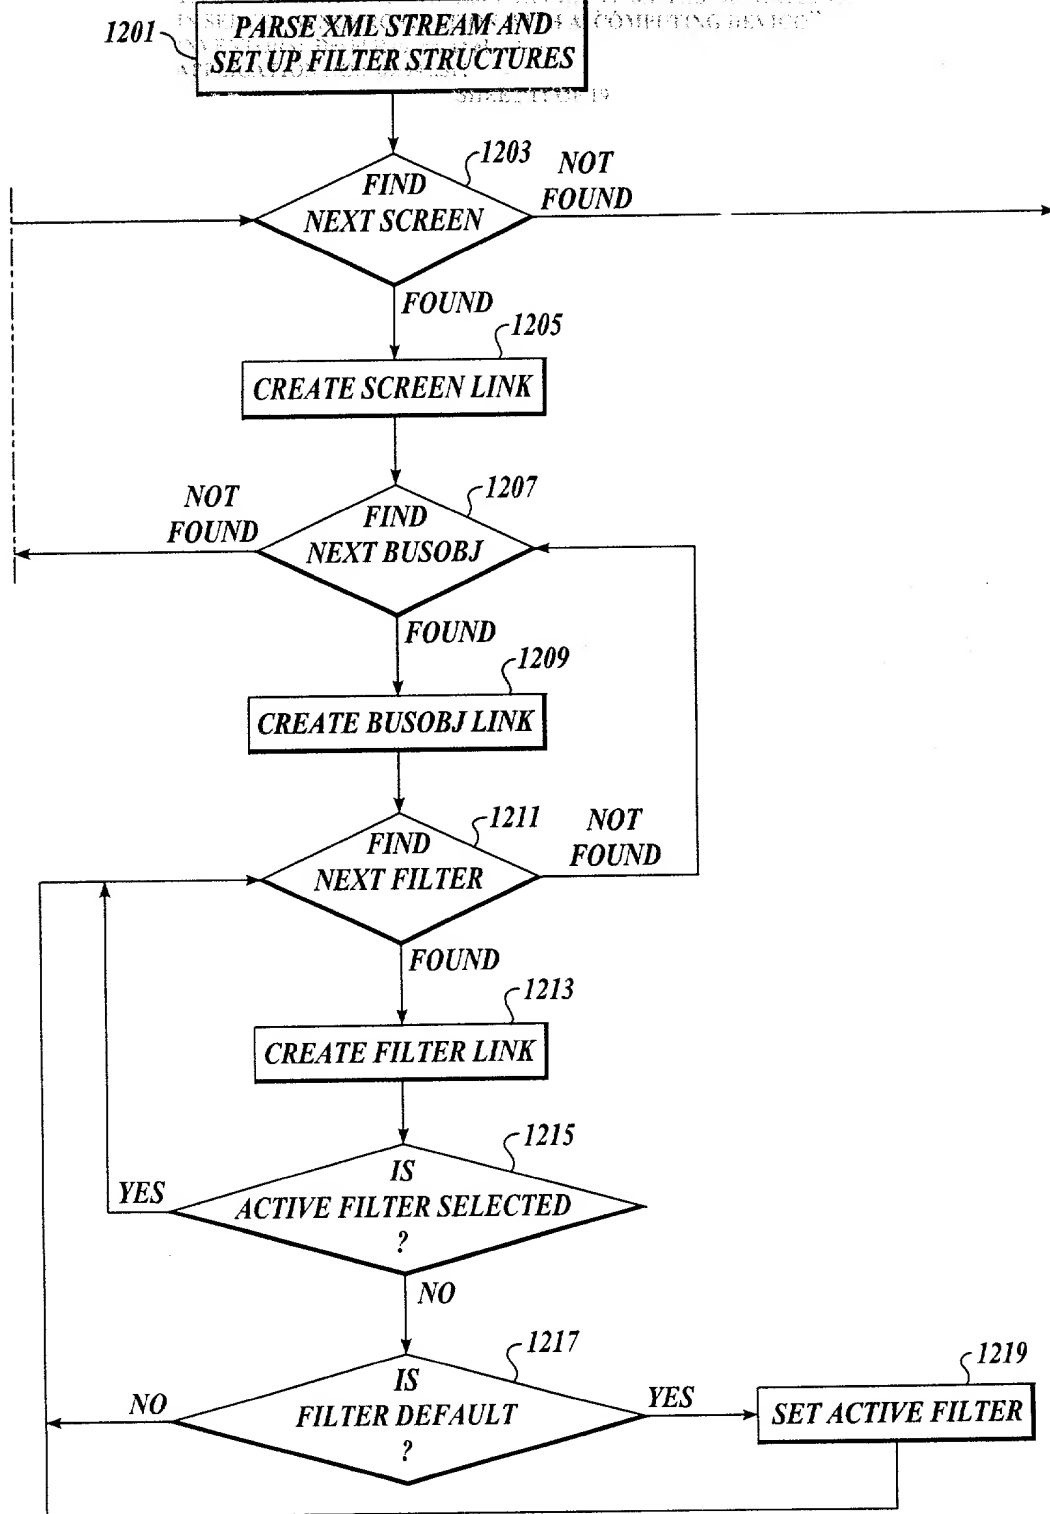 COMPUTING DEVICE"
PARSE XML STREAM AND
SET UP FILTER STRUCTURES
1201
19
1203
FIND
NEXT SCREEN
NOT
FOUND
FOUND
1205
CREATE SCREEN LINK
1207
NOT
FOUND
FIND
NEXT BUSOBJ
FOUND
1209
CREATE BUSOBJ LINK
1211
FIND
NEXT FILTER
NOT
FOUND
FOUND
1213
CREATE FILTER LINK
1215
IS
ACTIVE FILTER SELECTED
?
YES
NO
1217
IS
FILTER DEFAULT
?
NO
YES
1219
SET ACTIVE FILTER